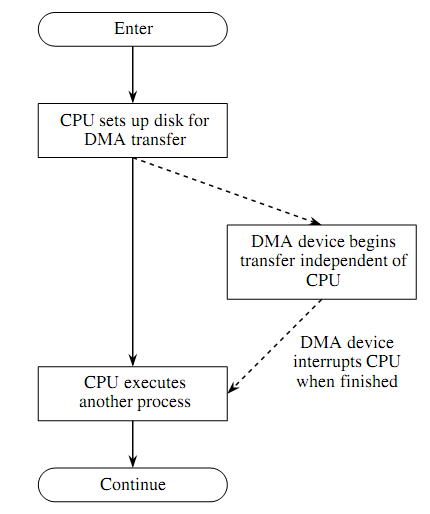 Enter
CPU sets up disk for
DMA transfer
DMA device begins
transfer independent of
CPU
DMA device
interrupts CPU
when finished
CPU executes
another process
Continue